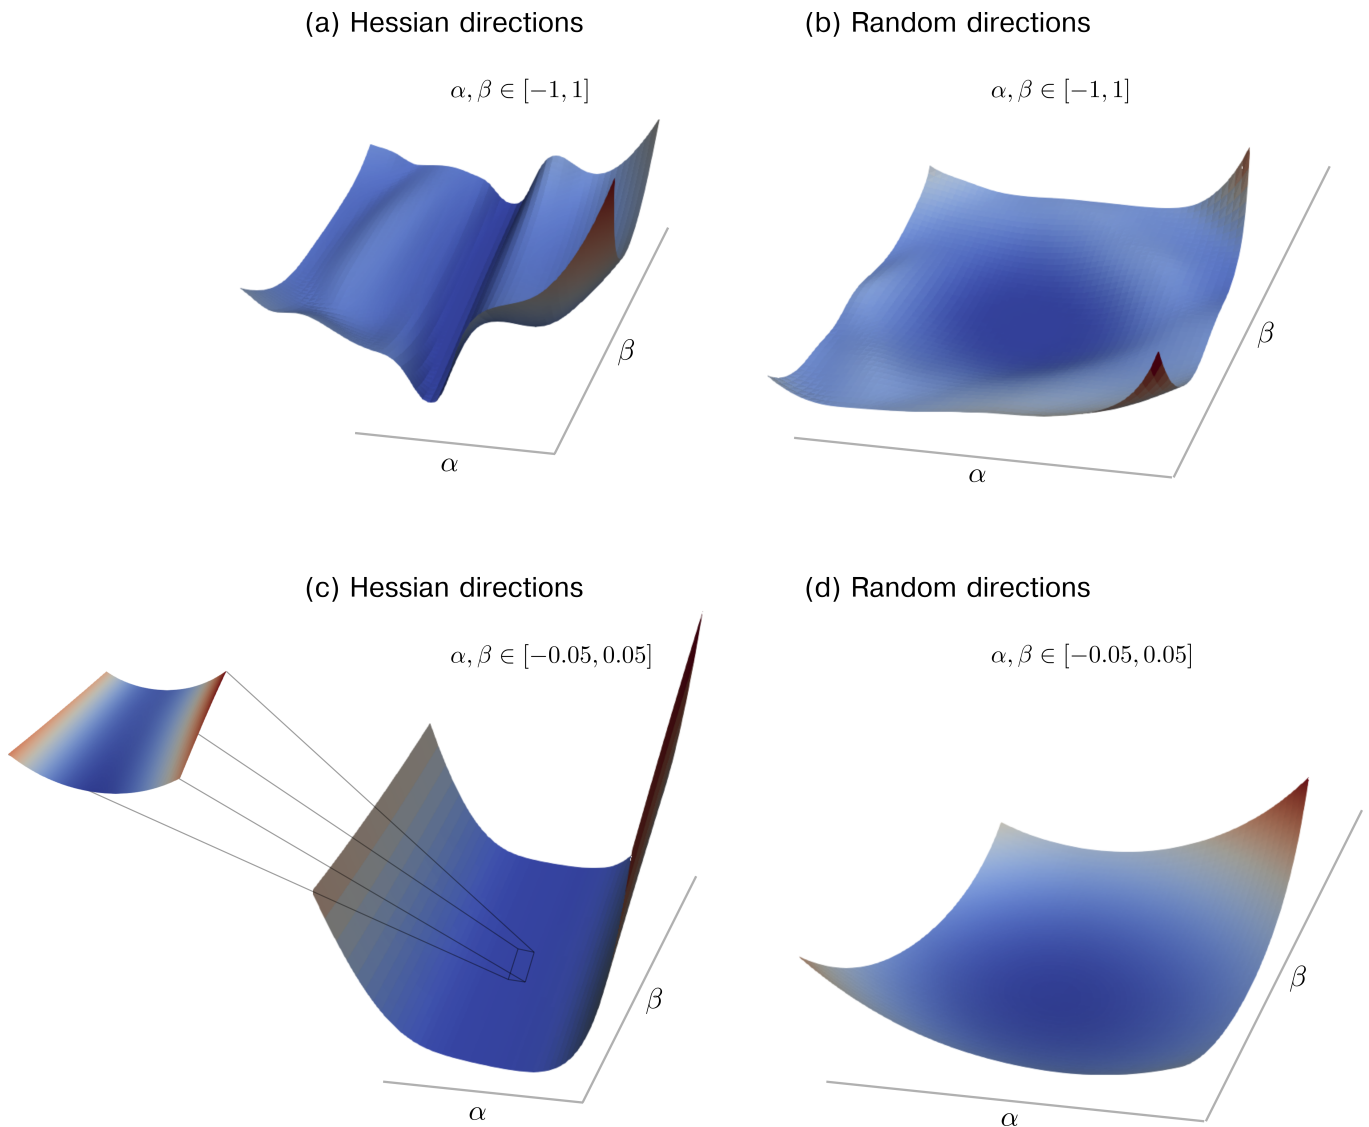 (a) Hessian directions
(b) Random directions
α, β ∈ [−1, 1]
α, β ∈ [−1, 1]
β
β
α
α
(c) Hessian directions
(d) Random directions
α, β ∈ [−0.05, 0.05]
α, β ∈ [−0.05, 0.05]
β
β
α
α